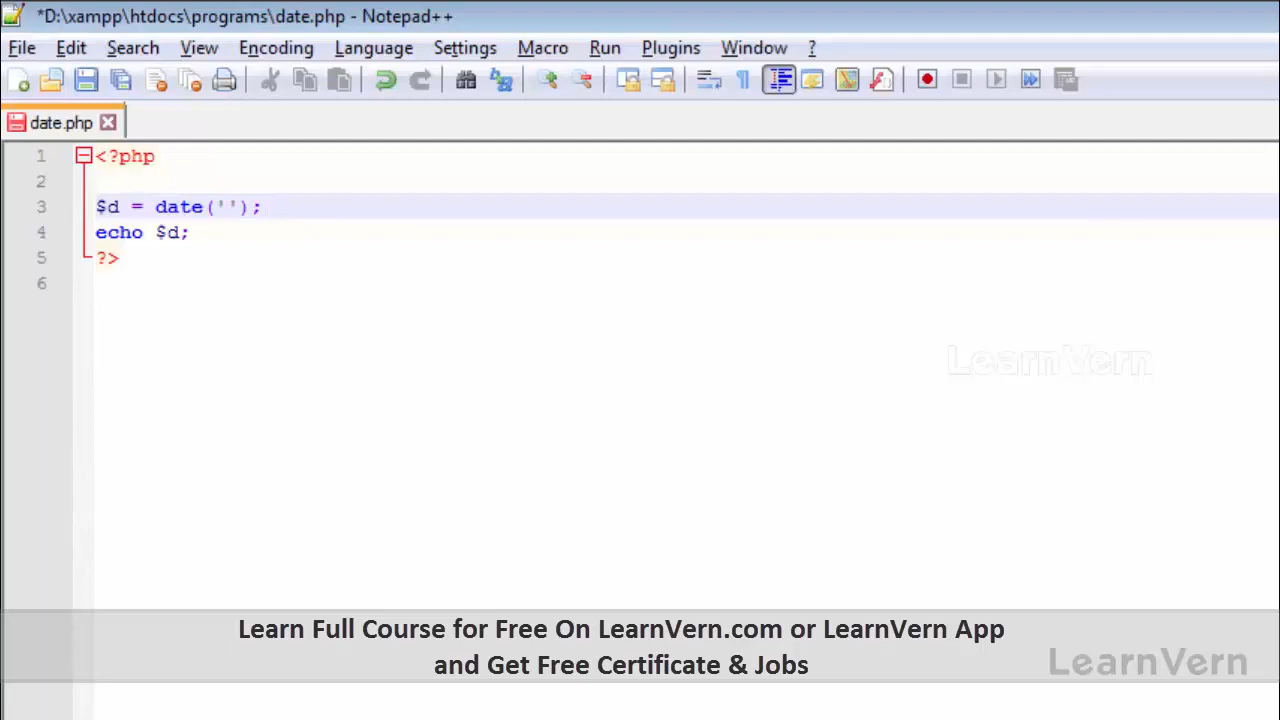 *D:\xampp\htdocs\programs\date.php - Notepad++
File Edit Search View Encoding Language Settings Macro Run Plugins Window ?
date.php
1 <?php
2
3 $d = date('');
4 echo $d;
5 ?>
6
LearnVern
Learn Full Course for Free On LearnVern.com or LearnVern App
and Get Free Certificate & Jobs
LearnVern